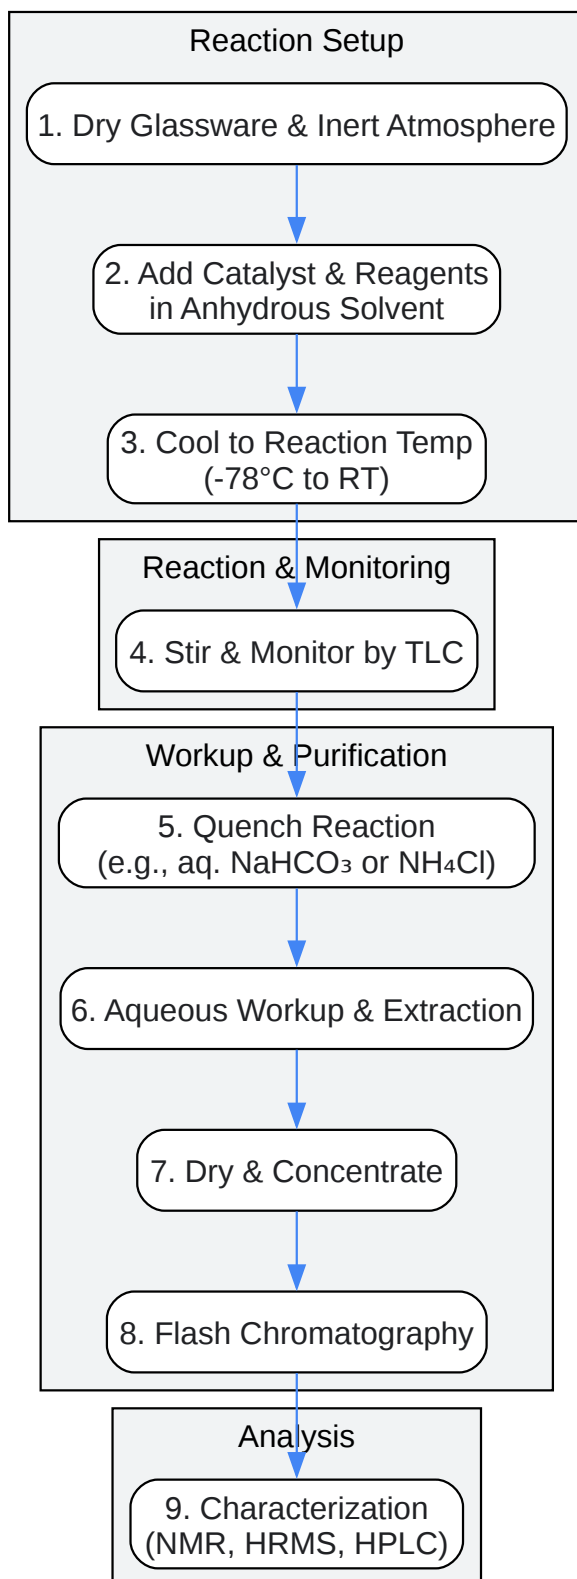 Reaction Setup
1. Dry Glassware & Inert Atmosphere
2. Add Catalyst & Reagents
in Anhydrous Solvent
3. Cool to Reaction Temp
(-78°C to RT)
Reaction & Monitoring
4. Stir & Monitor by TLC
Workup & Purification
5. Quench Reaction
(e.g., aq. NaHCO₃ or NH₄Cl)
6. Aqueous Workup & Extraction
7. Dry & Concentrate
8. Flash Chromatography
Analysis
9. Characterization
(NMR, HRMS, HPLC)